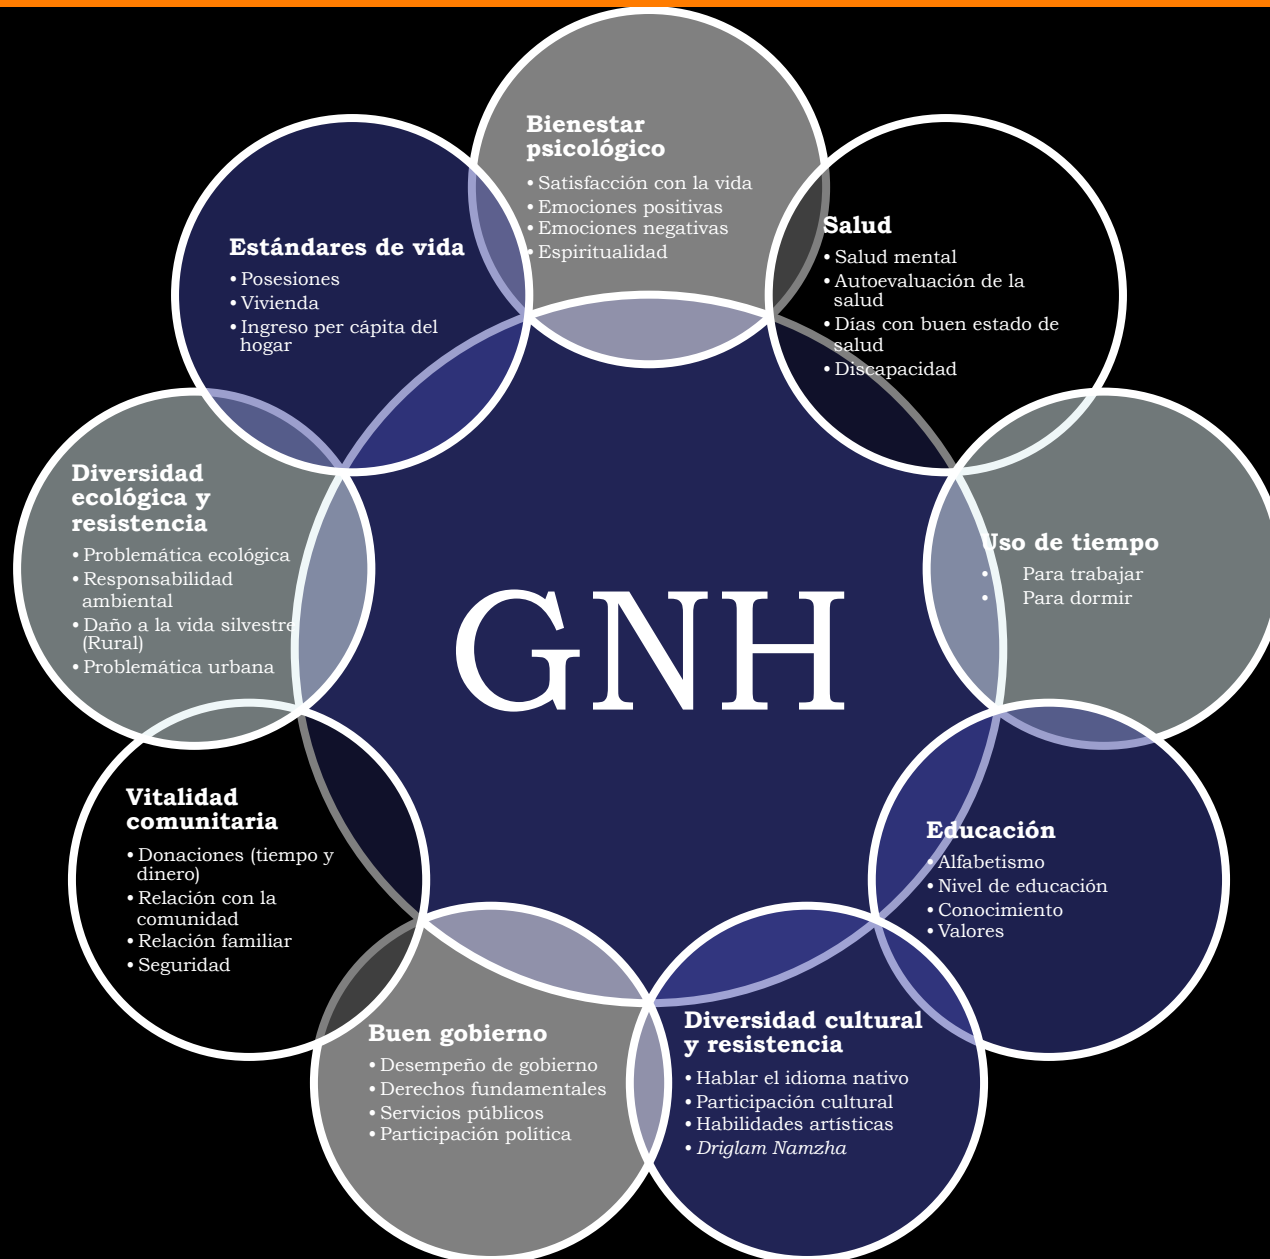 Bienestar
psicológico
• Satisfacción con la vida
• Emociones positivas
• Emociones negativas
• Espiritualidad
Salud
• Salud mental
• Autoevaluación de la
salud
• Días con buen estado de
salud
• Discapacidad
Uso de tiempo
• Para trabajar
• Para dormir
Educación
• Alfabetismo
• Nivel de educación
• Conocimiento
• Valores
Diversidad cultural
y resistencia
• Hablar el idioma nativo
• Participación cultural
• Habilidades artísticas
• Driglam Namzha
Buen gobierno
• Desempeño de gobierno
• Derechos fundamentales
• Servicios públicos
• Participación política
Vitalidad
comunitaria
• Donaciones (tiempo y
dinero)
• Relación con la
comunidad
• Relación familiar
• Seguridad
Diversidad
ecológica y
resistencia
• Problemática ecológica
• Responsabilidad
ambiental
• Daño a la vida silvestre
(Rural)
• Problemática urbana
Estándares de vida
• Posesiones
• Vivienda
• Ingreso per cápita del
hogar
GNH